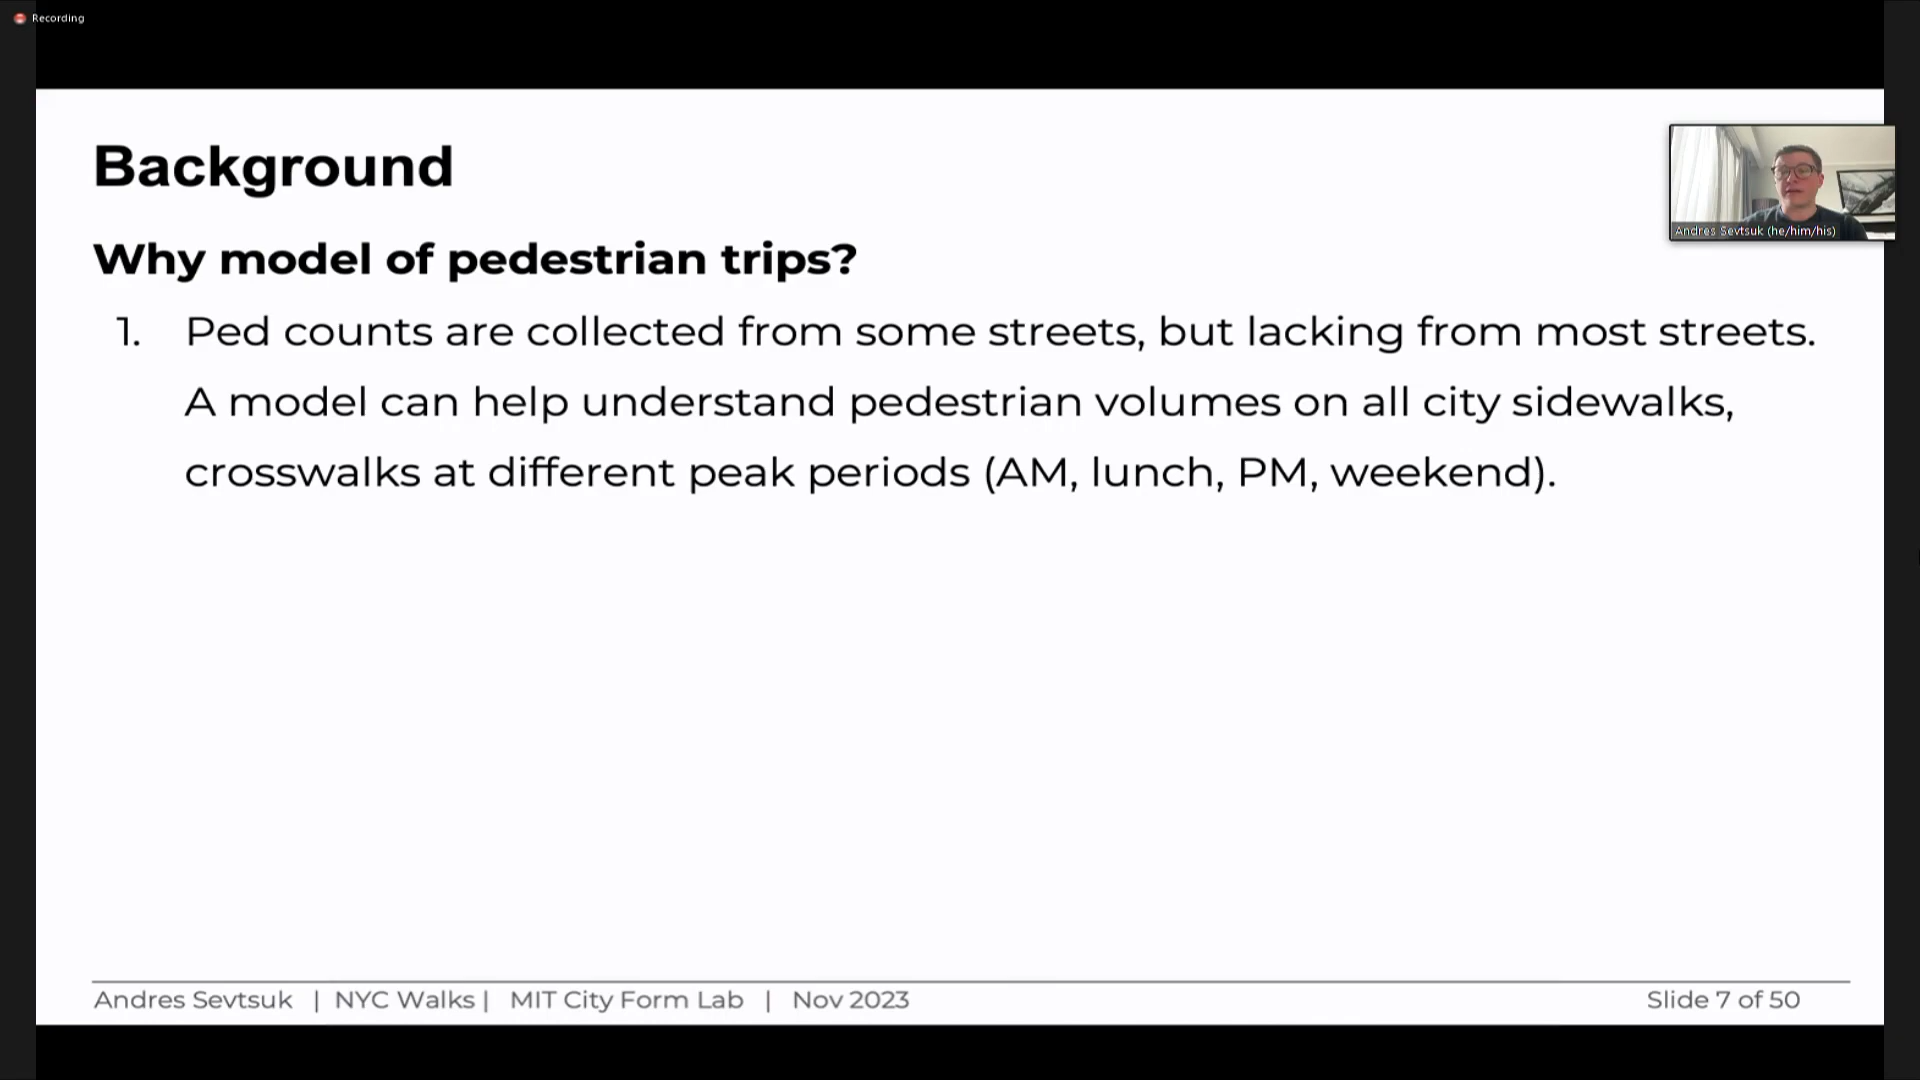 Recording
Background
Andres Sevtsuk (he/him/his)
Why model of pedestrian trips?
1. Ped counts are collected from some streets, but lacking from most streets.
A model can help understand pedestrian volumes on all city sidewalks,
crosswalks at different peak periods (AM, lunch, PM, weekend).
Andres Sevtsuk | NYC Walks | MIT City Form Lab | Nov 2023
Slide 7 of 50